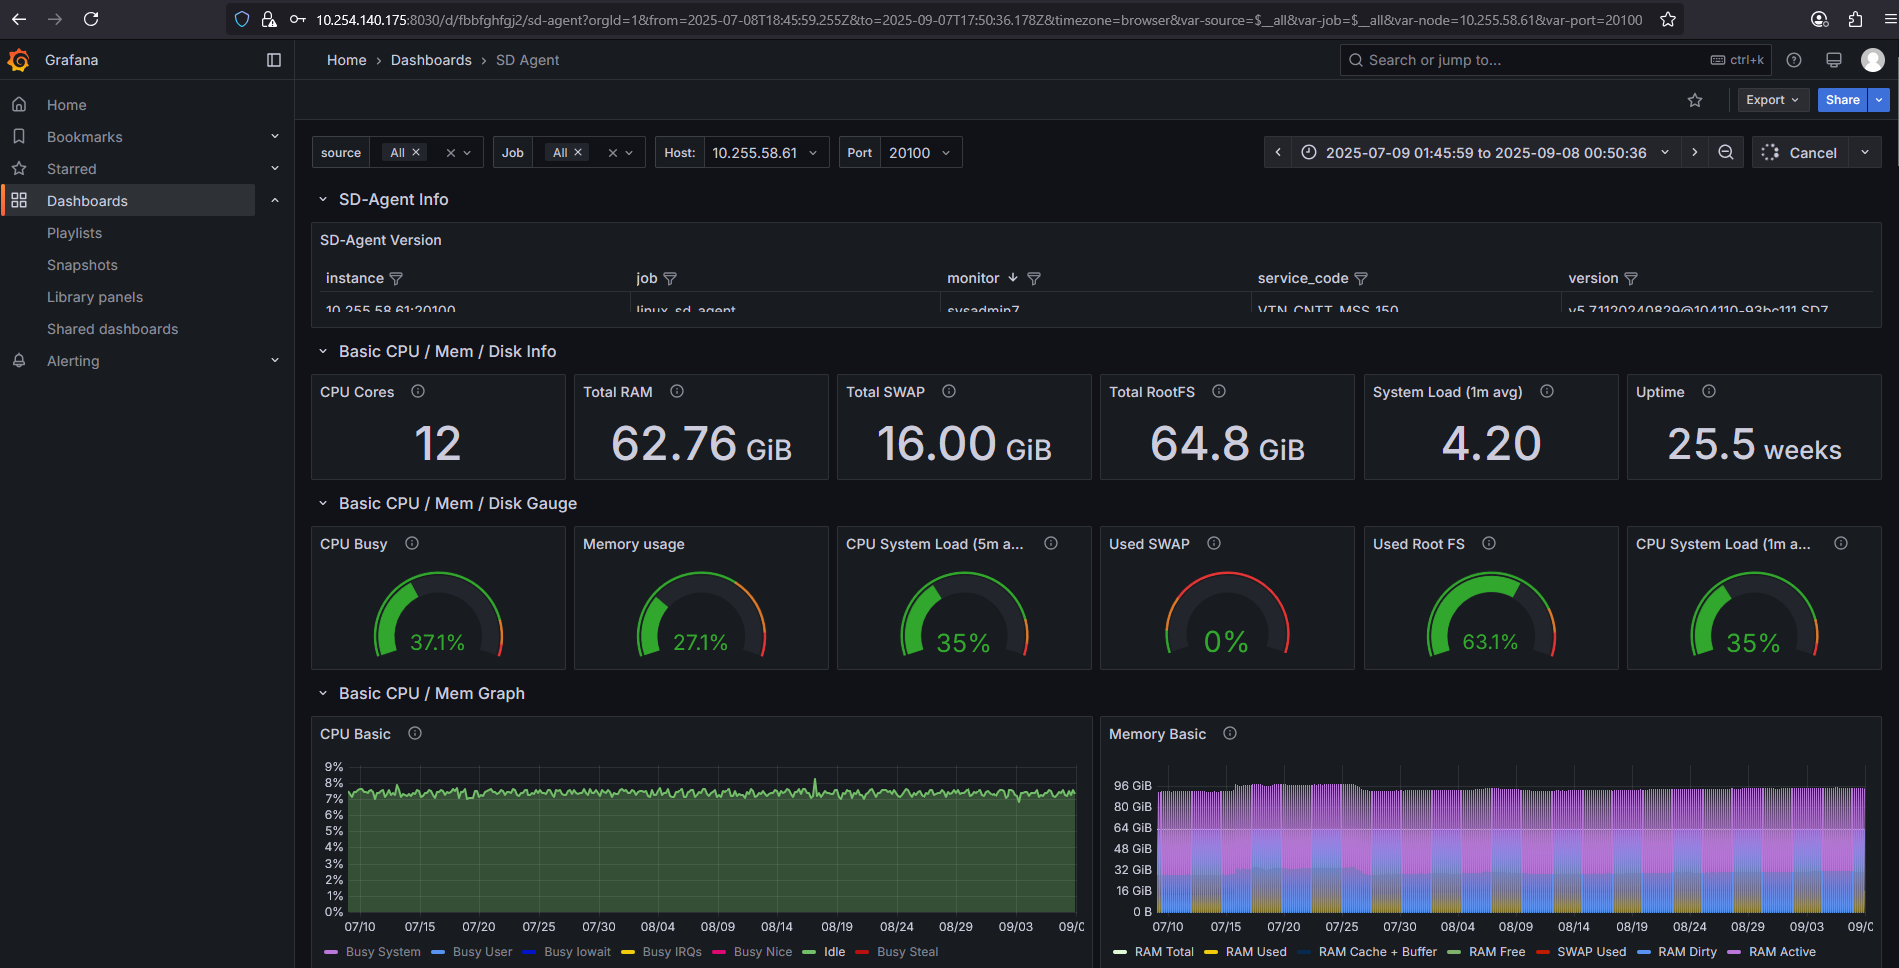 10.254.140.175:8030/d/fbbfghfgj2/sd-agent?orgId=1&from=2025-07-08T18:45:59.255Z&to=2025-09-07T17:50:36.178Z&timezone=browser&var-source=$__all&var-job=$__all&var-node=10.255.58.61&var-port=20100
Grafana
Home › Dashboards › SD Agent
Search or jump to...
ctrl+k
Home
Bookmarks
Starred
Dashboards
Playlists
Snapshots
Library panels
Shared dashboards
Alerting
Export
Share
source All
Job All
Host: 10.255.58.61
Port 20100
2025-07-09 01:45:59 to 2025-09-08 00:50:36
Cancel
SD-Agent Info
SD-Agent Version
instance job monitor service_code version
10.255.58.61:20100 linux_sd_agent sysadmin7 VTN_CNTT_MSS_150 v5.7.1120240829@104110-93bc111.SD7
Basic CPU / Mem / Disk Info
CPU Cores
12
Total RAM
62.76 GiB
Total SWAP
16.00 GiB
Total RootFS
64.8 GiB
System Load (1m avg)
4.20
Uptime
25.5 weeks
Basic CPU / Mem / Disk Gauge
CPU Busy
37.1%
Memory usage
27.1%
CPU System Load (5m a...
35%
Used SWAP
0%
Used Root FS
63.1%
CPU System Load (1m a...
35%
Basic CPU / Mem Graph
CPU Basic
9%
8%
7%
6%
5%
4%
3%
2%
1%
0%
07/10 07/15 07/20 07/25 07/30 08/04 08/09 08/14 08/19 08/24 08/29 09/03
Busy System Busy User Busy Iowait Busy IRQs Busy Nice Idle Busy Steal
Memory Basic
96 GiB
80 GiB
64 GiB
48 GiB
32 GiB
16 GiB
0 B
07/10 07/15 07/20 07/25 07/30 08/04 08/09 08/14 08/19 08/24 08/29 09/03
RAM Total RAM Used RAM Cache + Buffer RAM Free SWAP Used RAM Dirty RAM Active